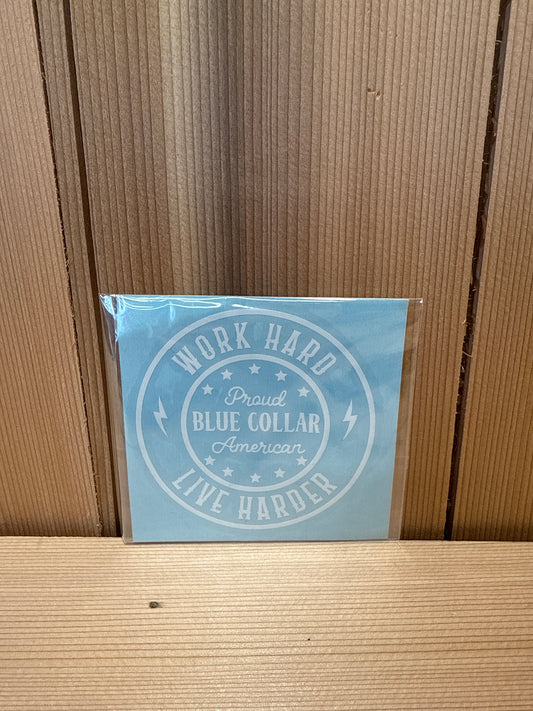 WORK HARD
Proud
BLUE COLLAR
American
LIVE HARDER